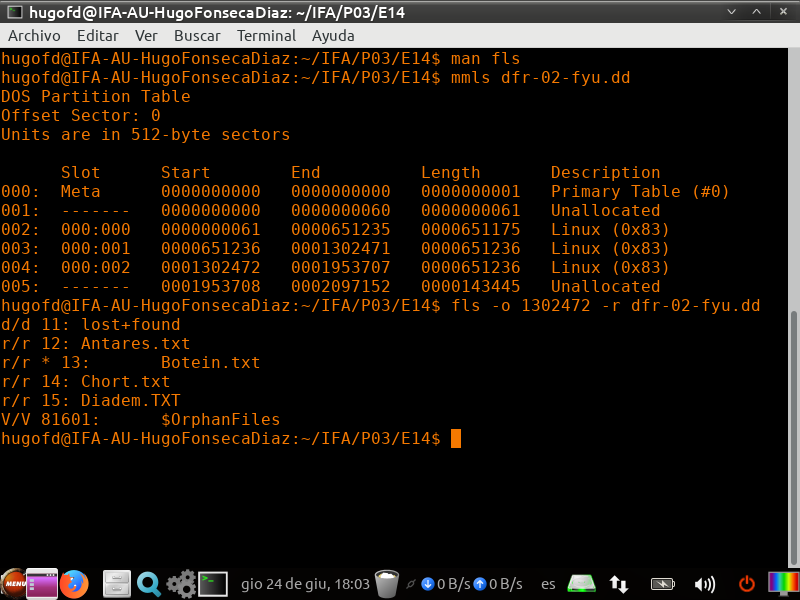 hugofd@IFA-AU-HugoFonsecaDiaz: ~/IFA/P03/E14
Archivo Editar Ver Buscar Terminal Ayuda
hugofd@IFA-AU-HugoFonsecaDiaz:~/IFA/P03/E14$ man fls
hugofd@IFA-AU-HugoFonsecaDiaz:~/IFA/P03/E14$ mmls dfr-02-fyu.dd
DOS Partition Table
Offset Sector: 0
Units are in 512-byte sectors
Slot Start End Length Description
000: Meta 0000000000 0000000000 0000000001 Primary Table (#0)
001: ------- 0000000000 0000000060 0000000061 Unallocated
002: 000:000 0000000061 0000651235 0000651175 Linux (0x83)
003: 000:001 0000651236 0001302471 0000651236 Linux (0x83)
004: 000:002 0001302472 0001953707 0000651236 Linux (0x83)
005: ------- 0001953708 0002097152 0000143445 Unallocated
hugofd@IFA-AU-HugoFonsecaDiaz:~/IFA/P03/E14$ fls -o 1302472 -r dfr-02-fyu.dd
d/d 11: lost+found
r/r 12: Antares.txt
r/r * 13: Botein.txt
r/r 14: Chort.txt
r/r 15: Diadem.TXT
V/V 81601: $OrphanFiles
hugofd@IFA-AU-HugoFonsecaDiaz:~/IFA/P03/E14$
MENU gio 24 de giu, 18:03 0 B/s 0 B/s es